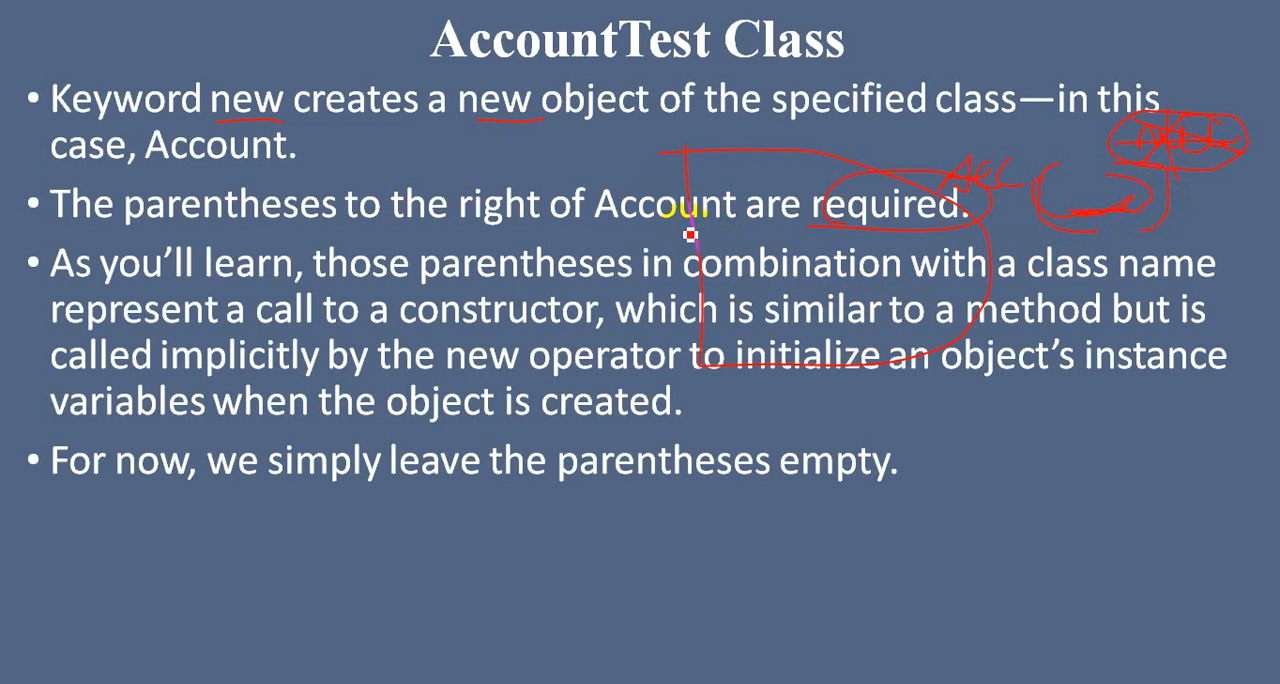 AccountTest Class
• Keyword new creates a new object of the specified class—in this
case, Account.
Acc ( )
• The parentheses to the right of Account are required.
• As you’ll learn, those parentheses in combination with a class name
represent a call to a constructor, which is similar to a method but is
called implicitly by the new operator to initialize an object’s instance
variables when the object is created.
• For now, we simply leave the parentheses empty.